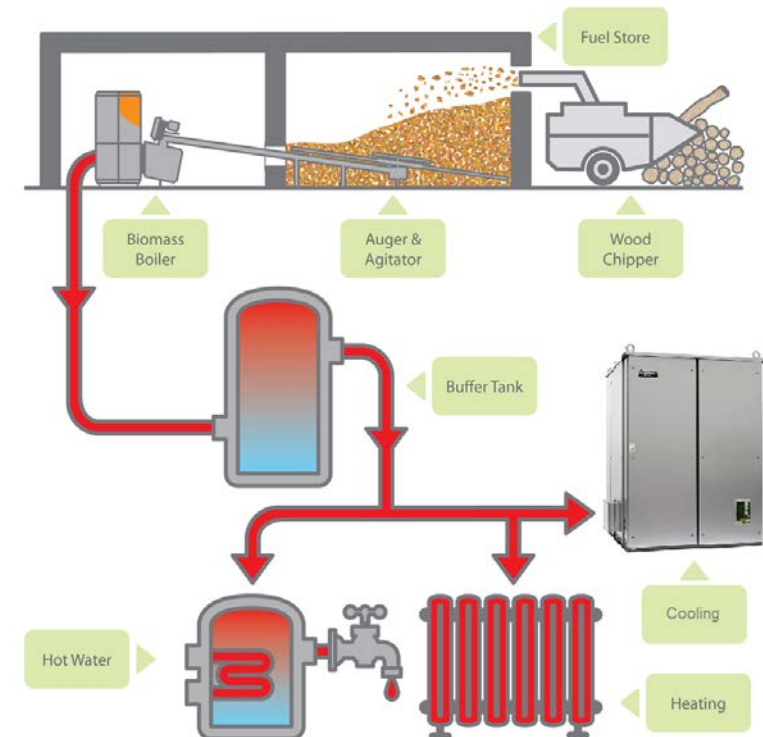 Fuel Store
Biomass
Boiler
Auger &
Agitator
Wood
Chipper
Buffer Tank
Cooling
Hot Water
Heating